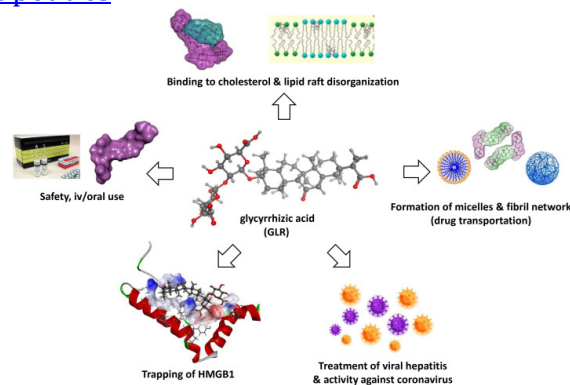 Binding to cholesterol & lipid raft disorganization
Safety, iv/oral use
glycyrrhizic acid
(GLR)
Formation of micelles & fibril network
(drug transportation)
Trapping of HMGB1
Treatment of viral hepatitis
& activity against coronavirus